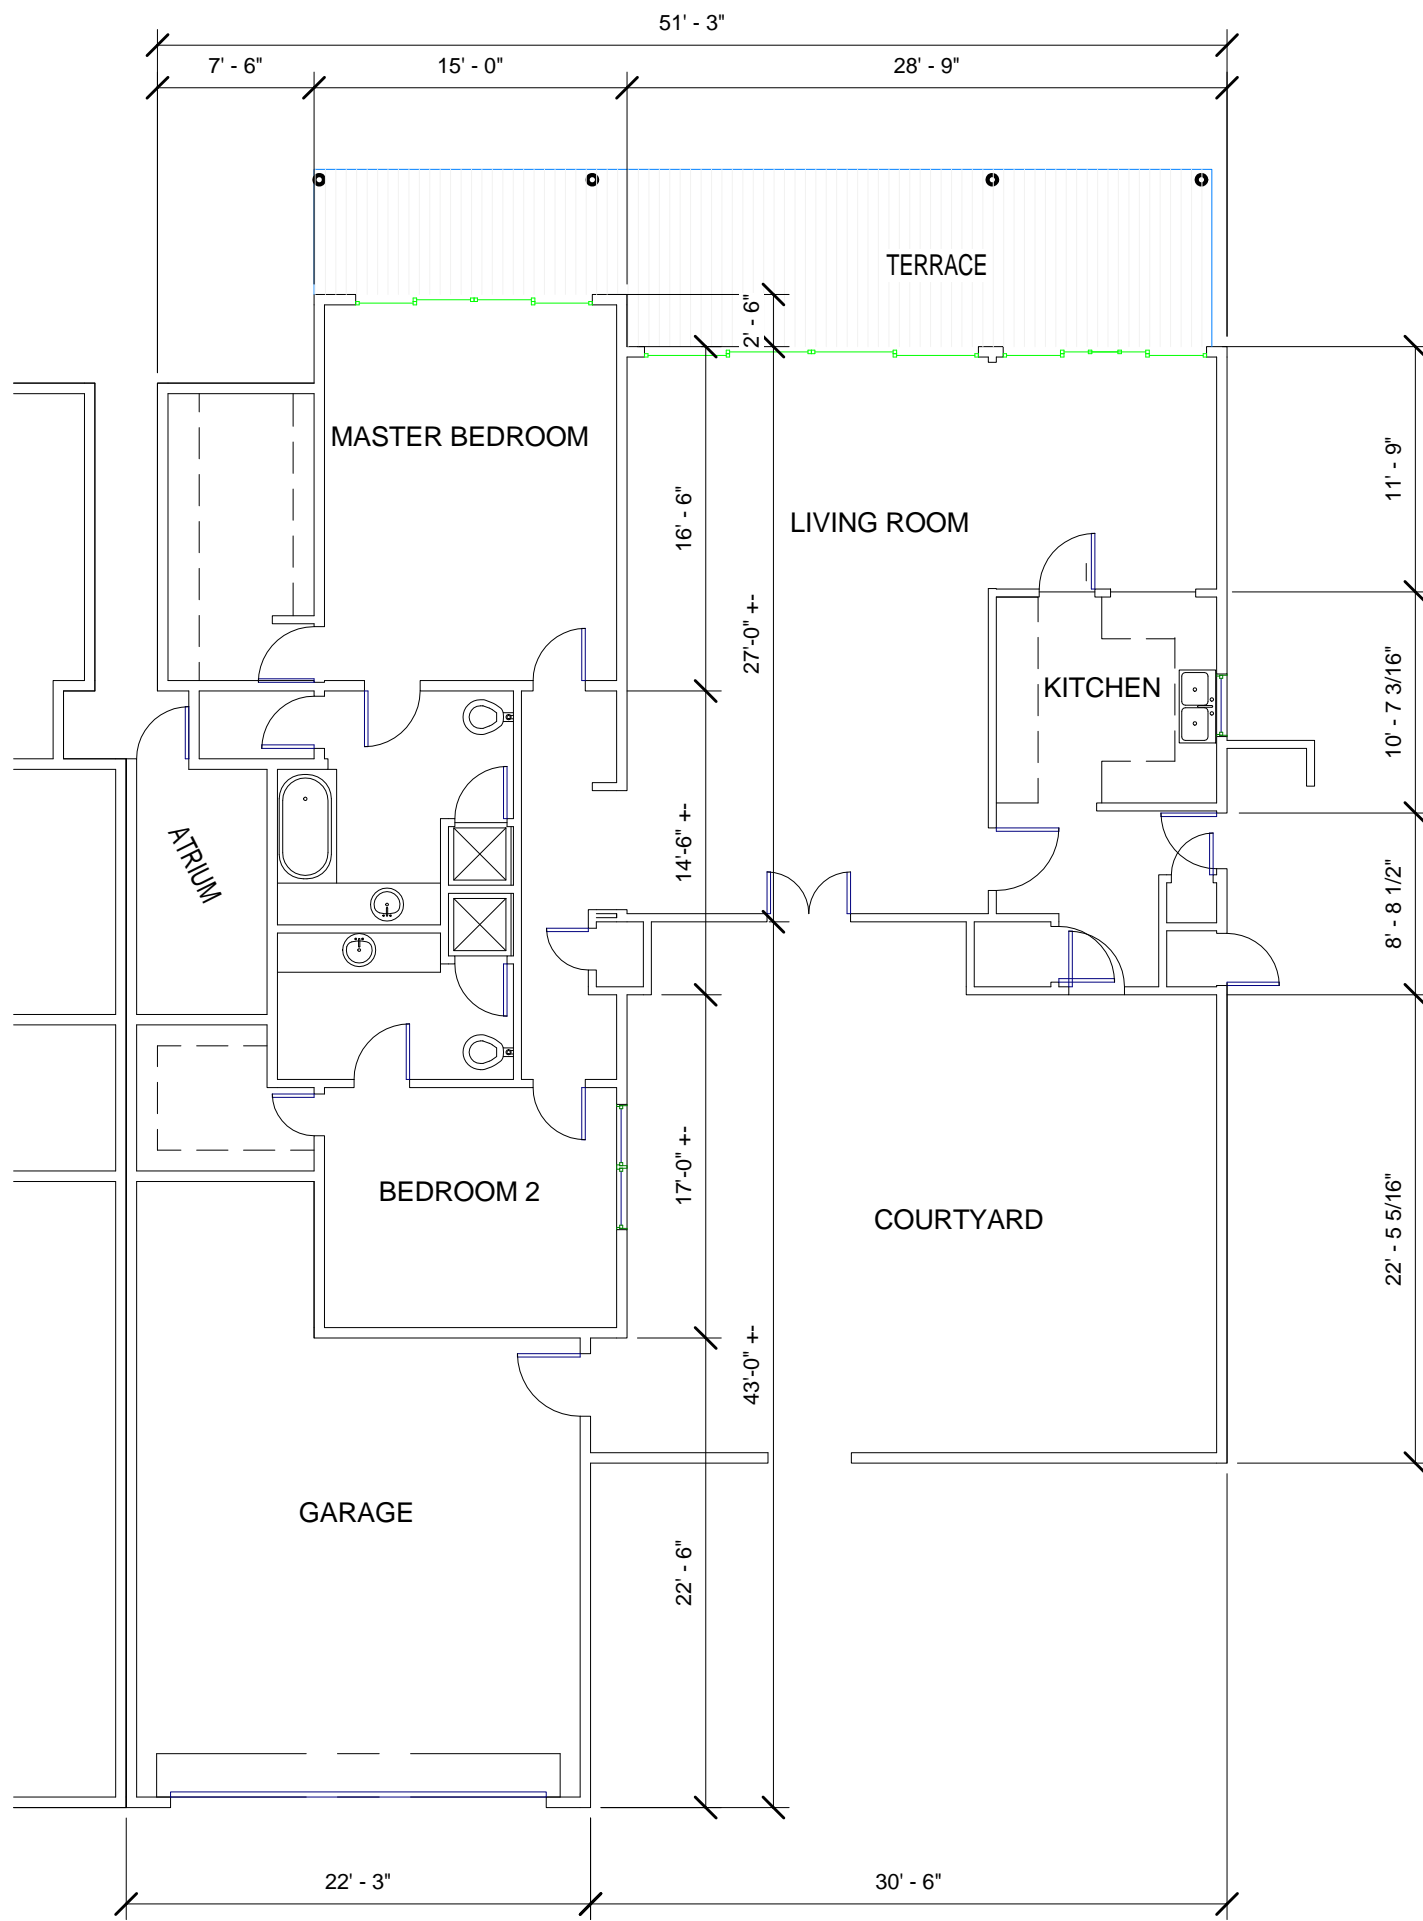 51' - 3"
7' - 6"
15' - 0"
28' - 9"
TERRACE
2' - 6"
MASTER BEDROOM
11' - 9"
16' - 6"
LIVING ROOM
27'-0" +-
KITCHEN
10' - 7 3/16"
ATRIUM
14'-6" +-
8' - 8 1/2"
17'-0" +-
BEDROOM 2
COURTYARD
22' - 5 5/16"
43'-0" +-
GARAGE
22' - 6"
22' - 3"
30' - 6"